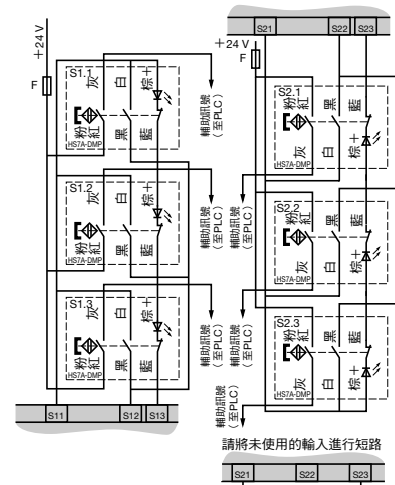 +24 V
F
S1.1
灰
白
棕+
粉紅
黑
藍
HS7A-DMP
輔助訊號
(至PLC)
S1.2
灰
白
棕+
粉紅
黑
藍
HS7A-DMP
輔助訊號
(至PLC)
S1.3
灰
白
棕+
粉紅
黑
藍
HS7A-DMP
輔助訊號
(至PLC)
S11
S12
S13
S21
S22
S23
+24 V
F
S2.1
粉紅
黑
藍
灰
白
棕+
HS7A-DMP
輔助訊號
(至PLC)
S2.2
粉紅
黑
藍
灰
白
棕+
HS7A-DMP
輔助訊號
(至PLC)
S2.3
粉紅
黑
藍
灰
白
棕+
HS7A-DMP
輔助訊號
(至PLC)
請將未使用的輸入進行短路
S21
S22
S23